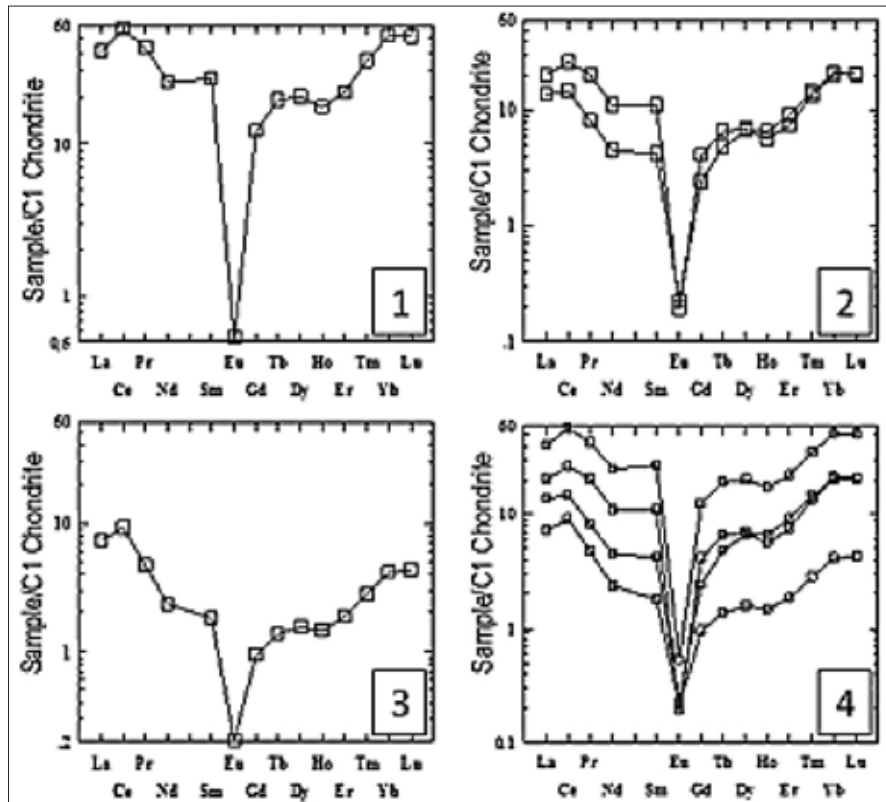 60
10
1
0,6
Sample/C1 Chondrite
1
La Pr Eu Tb Ho Tm Lu
Ce Nd Sm Gd Dy Er Yb
60
10
1
.1
Sample/C1 Chondrite
2
La Pr Eu Tb Ho Tm Lu
Ce Nd Sm Gd Dy Er Yb
60
10
1
.2
Sample/C1 Chondrite
3
La Pr Eu Tb Ho Tm Lu
Ce Nd Sm Gd Dy Er Yb
60
10
1
0.1
Sample/C1 Chondrite
4
La Pr Eu Tb Ho Tm Lu
Ce Nd Sm Gd Dy Er Yb